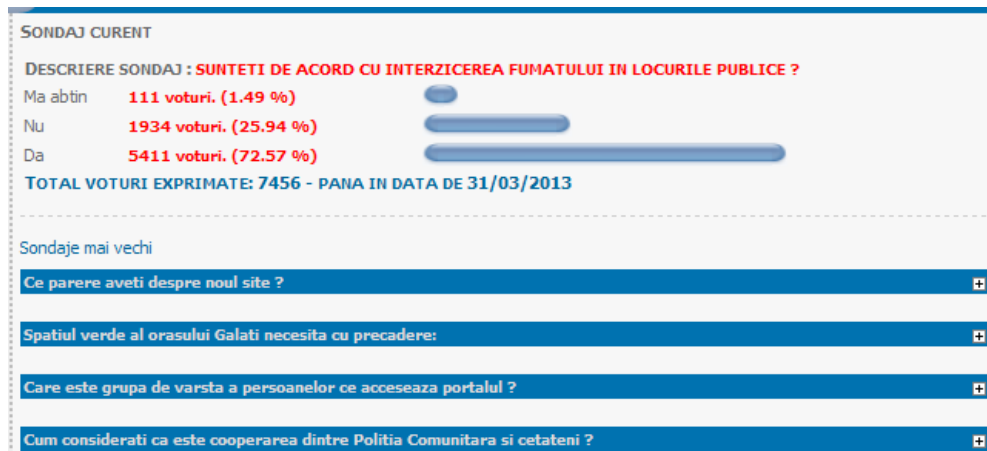 SONDAJ CURENT
DESCRIERE SONDAJ : SUNTETI DE ACORD CU INTERZICEREA FUMATULUI IN LOCURILE PUBLICE ?
Ma abtin 111 voturi. (1.49 %)
Nu 1934 voturi. (25.94 %)
Da 5411 voturi. (72.57 %)
TOTAL VOTURI EXPRIMATE: 7456 - PANA IN DATA DE 31/03/2013
Sondaje mai vechi
Ce parere aveti despre noul site ?
Spatiul verde al orasului Galati necesita cu precadere:
Care este grupa de varsta a persoanelor ce acceseaza portalul ?
Cum considerati ca este cooperarea dintre Politia Comunitara si cetateni ?